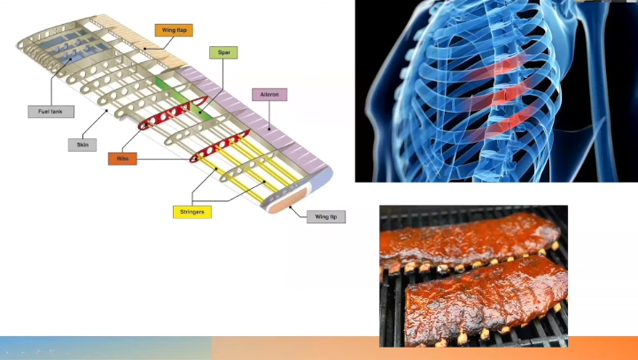 Wing flap
Spar
Aileron
Fuel tank
Skin
Ribs
Stringers
Wing tip